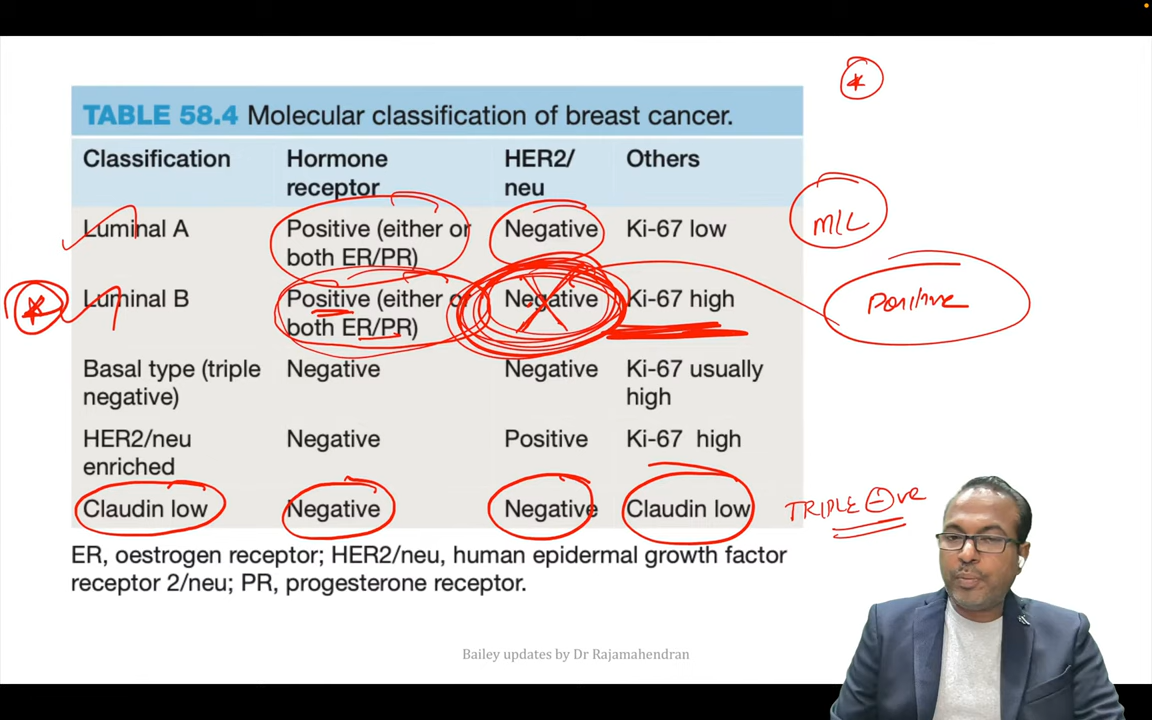 TABLE 58.4 Molecular classification of breast cancer.
Classification Hormone receptor HER2/ neu Others
Luminal A Positive (either or both ER/PR) Negative Ki-67 low
M/C
Luminal B Positive (either or both ER/PR) Negative Ki-67 high
Positive
Basal type (triple negative) Negative Negative Ki-67 usually high
HER2/neu enriched Negative Positive Ki-67 high
Claudin low Negative Negative Claudin low
TRIPLE -ve
ER, oestrogen receptor; HER2/neu, human epidermal growth factor
receptor 2/neu; PR, progesterone receptor.
Bailey updates by Dr Rajamahendran